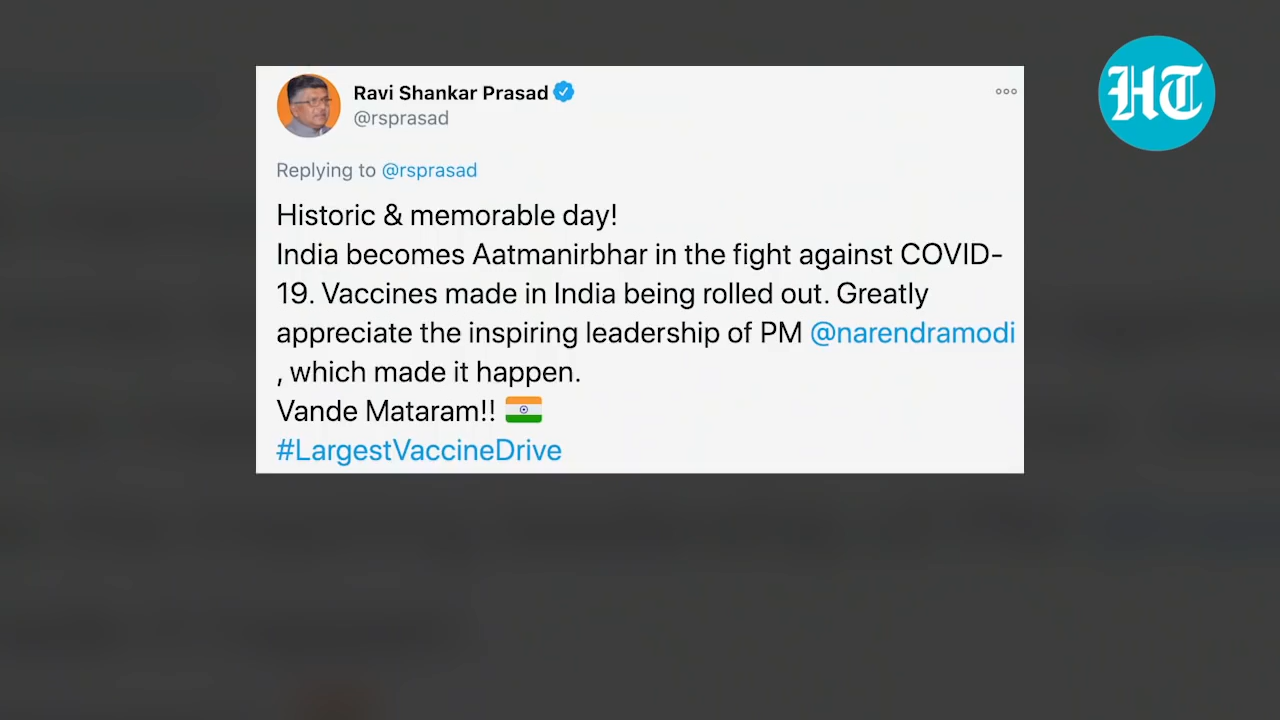 HT
Ravi Shankar Prasad
@rsprasad
Replying to @rsprasad
Historic & memorable day!
India becomes Aatmanirbhar in the fight against COVID-
19. Vaccines made in India being rolled out. Greatly
appreciate the inspiring leadership of PM @narendramodi
, which made it happen.
Vande Mataram!! 🇮🇳
#LargestVaccineDrive